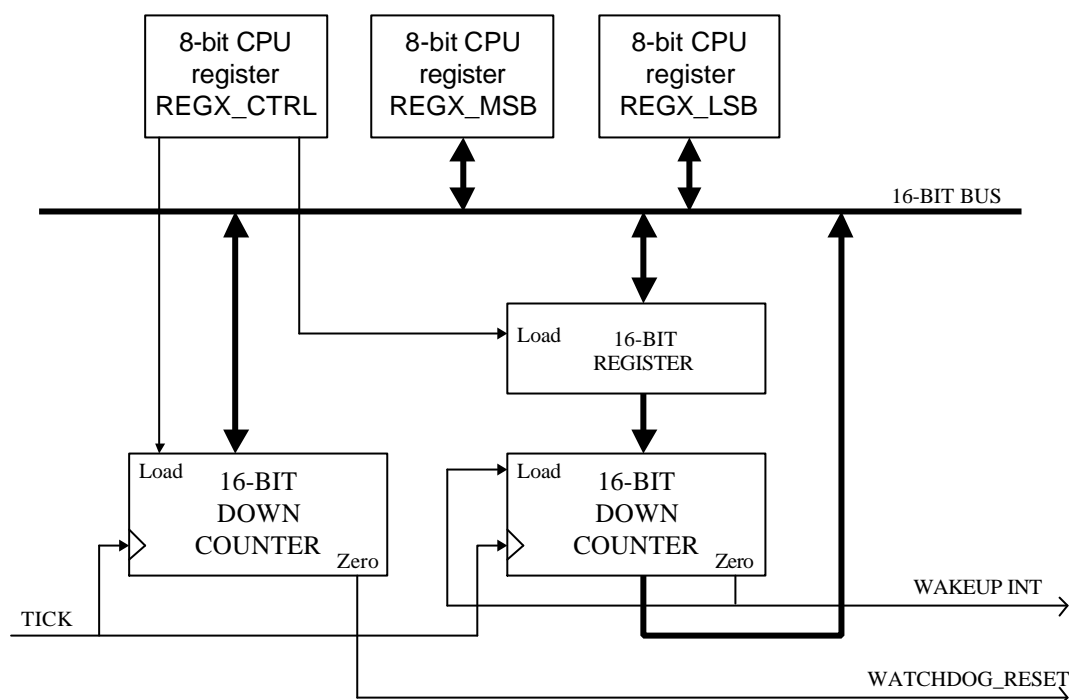 8-bit CPU
register
REGX_CTRL
8-bit CPU
register
REGX_MSB
8-bit CPU
register
REGX_LSB
16-BIT BUS
Load
16-BIT
REGISTER
Load
16-BIT
DOWN
COUNTER
Zero
Load
16-BIT
DOWN
COUNTER
Zero
WAKEUP INT
TICK
WATCHDOG_RESET